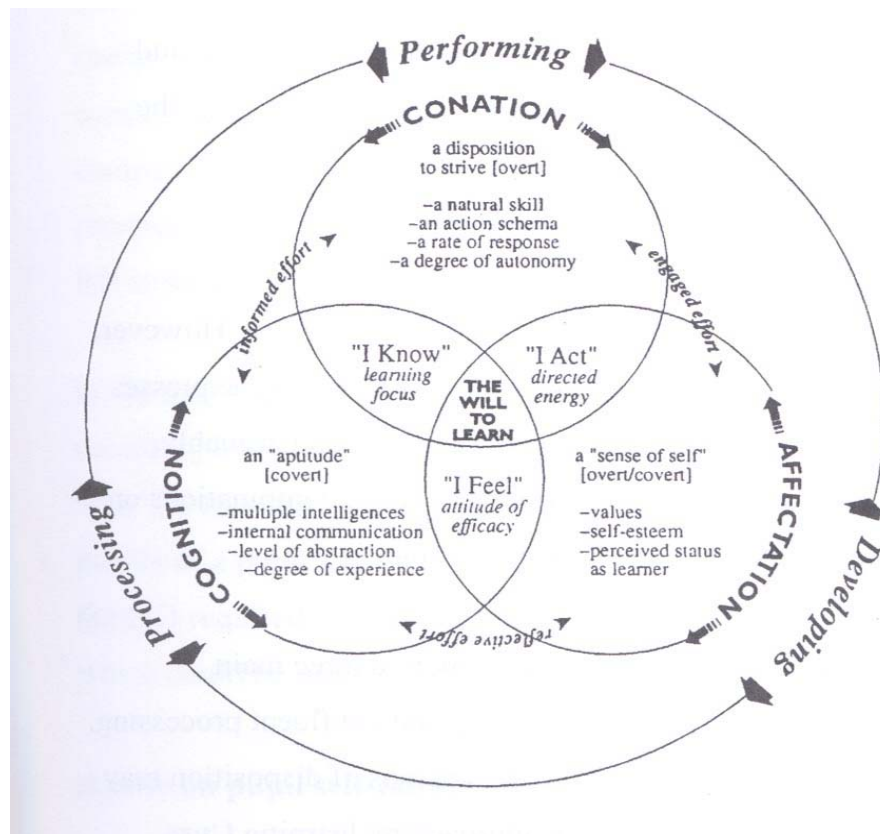 Performing
CONATION
a disposition
to strive [overt]
–a natural skill
–an action schema
–a rate of response
–a degree of autonomy
informed effort
engaged effort
"I Know"
learning
focus
"I Act"
directed
energy
THE
WILL
TO
LEARN
"I Feel"
attitude of
efficacy
COGNITION
an "aptitude"
[covert]
–multiple intelligences
–internal communication
–level of abstraction
–degree of experience
AFFECTATION
a "sense of self"
[overt/covert]
–values
–self-esteem
–perceived status
as learner
reflective effort
Processing
Developing